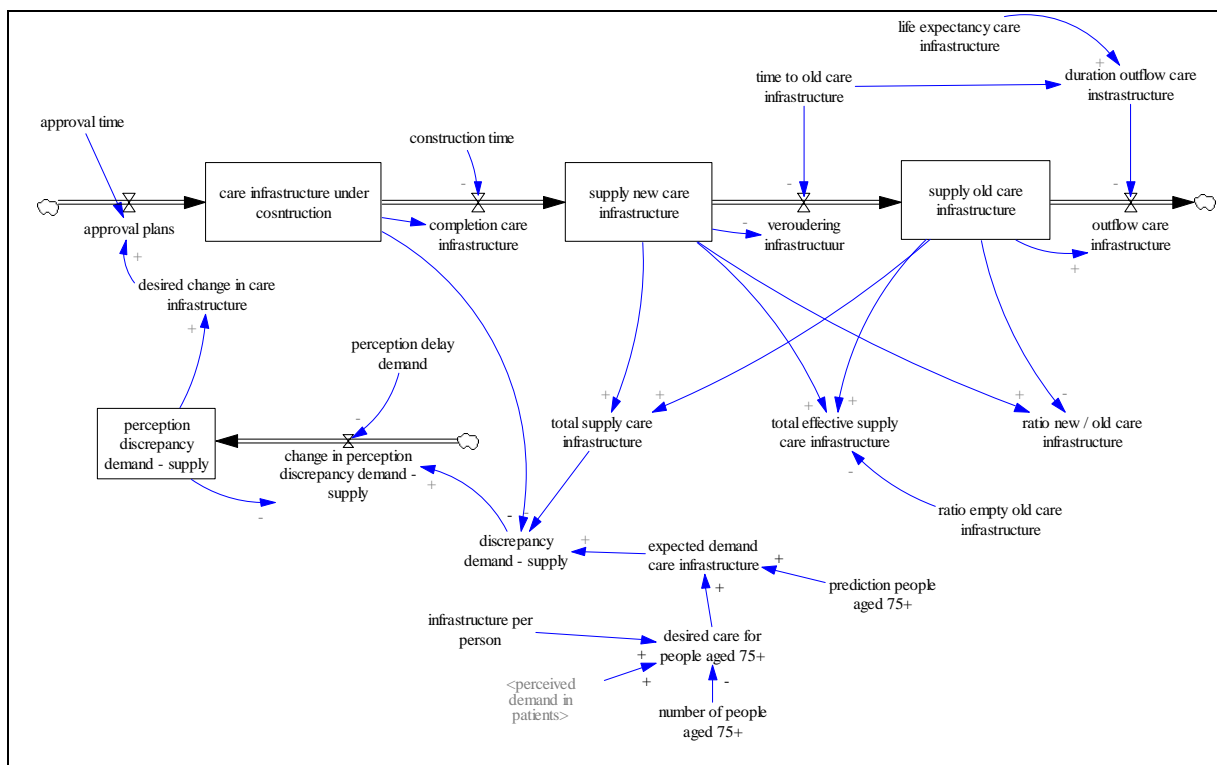 life expectancy care
infrastructure
time to old care
infrastructure
duration outflow care
instrastructure
approval time
construction time
care infrastructure under
cosntruction
supply new care
infrastructure
supply old care
infrastructure
approval plans
completion care
infrastructure
veroudering
infrastructuur
outflow care
infrastructure
desired change in care
infrastructure
perception delay
demand
perception
discrepancy
demand - supply
change in perception
discrepancy demand -
supply
total supply care
infrastructure
total effective supply
care infrastructure
ratio new / old care
infrastructure
ratio empty old care
infrastructure
discrepancy
demand - supply
expected demand
care infrastructure
prediction people
aged 75+
infrastructure per
person
desired care for
people aged 75+
<perceived
demand in
patients>
number of people
aged 75+